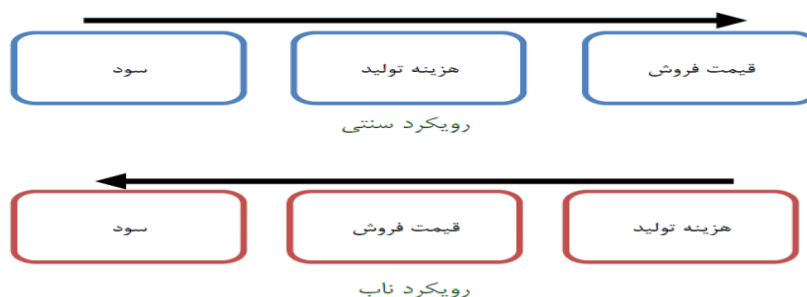 قیمت فروش
هزینه تولید
سود
رویکرد سنتی
هزینه تولید
قیمت فروش
سود
رویکرد ناب